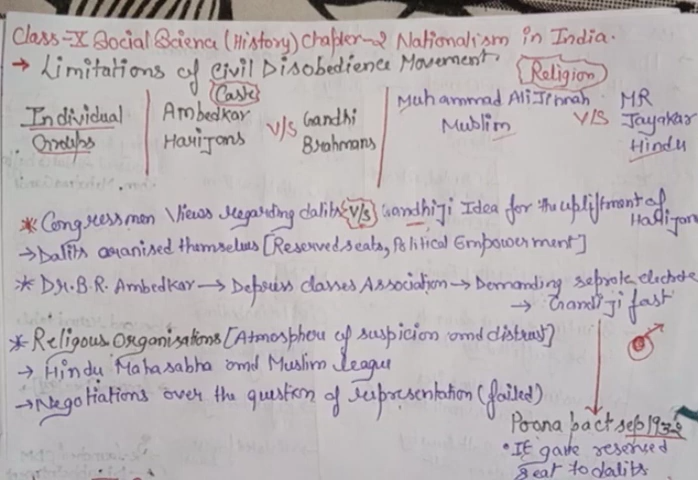 Class-X Social Science (History) Chapter-2 Nationalism in India.
→ Limitations of Civil Disobedience Movement.
Religion
Caste
Individual
Groups
Ambedkar
Harijans
V/S
Gandhi
Brahmans
Muhammad Ali Jinnah
Muslim
V/S
MR
Jayakar
Hindu
* Congressmen Views regarding dalits V/S Gandhiji Idea for the upliftment of
Harijan
→ Dalits organised themselves [Reserved seats, Political Empowerment]
* Dr. B.R. Ambedkar → Depress classes Association → Demanding seprate electorate
→ Gandiji fast
* Religous Organisations [Atmosphere of suspicion and distrust]
→ Hindu Mahasabha and Muslim league
→ Negotiations over the question of representation (failed)
Poona pact sep 1932
• It gave reserved
seat to dalits